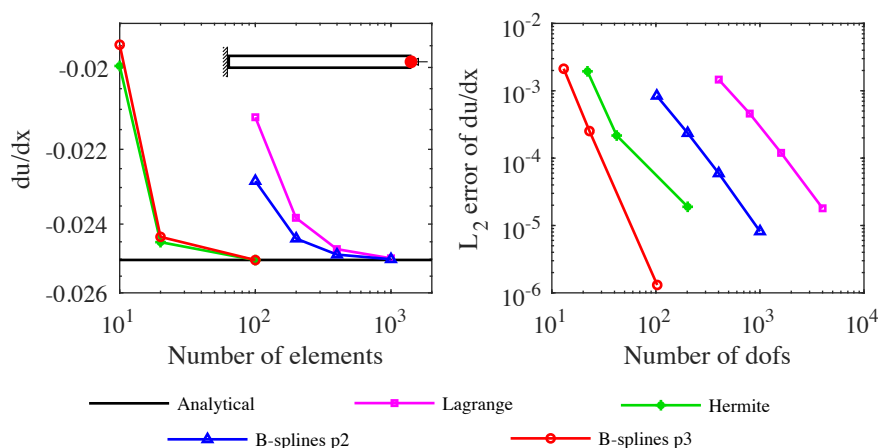 du/dx
-0.02
-0.022
-0.024
-0.026
10^1
10^2
10^3
Number of elements
L_2 error of du/dx
10^-2
10^-3
10^-4
10^-5
10^-6
10^1
10^2
10^3
10^4
Number of dofs
Analytical
Lagrange
Hermite
B-splines p2
B-splines p3